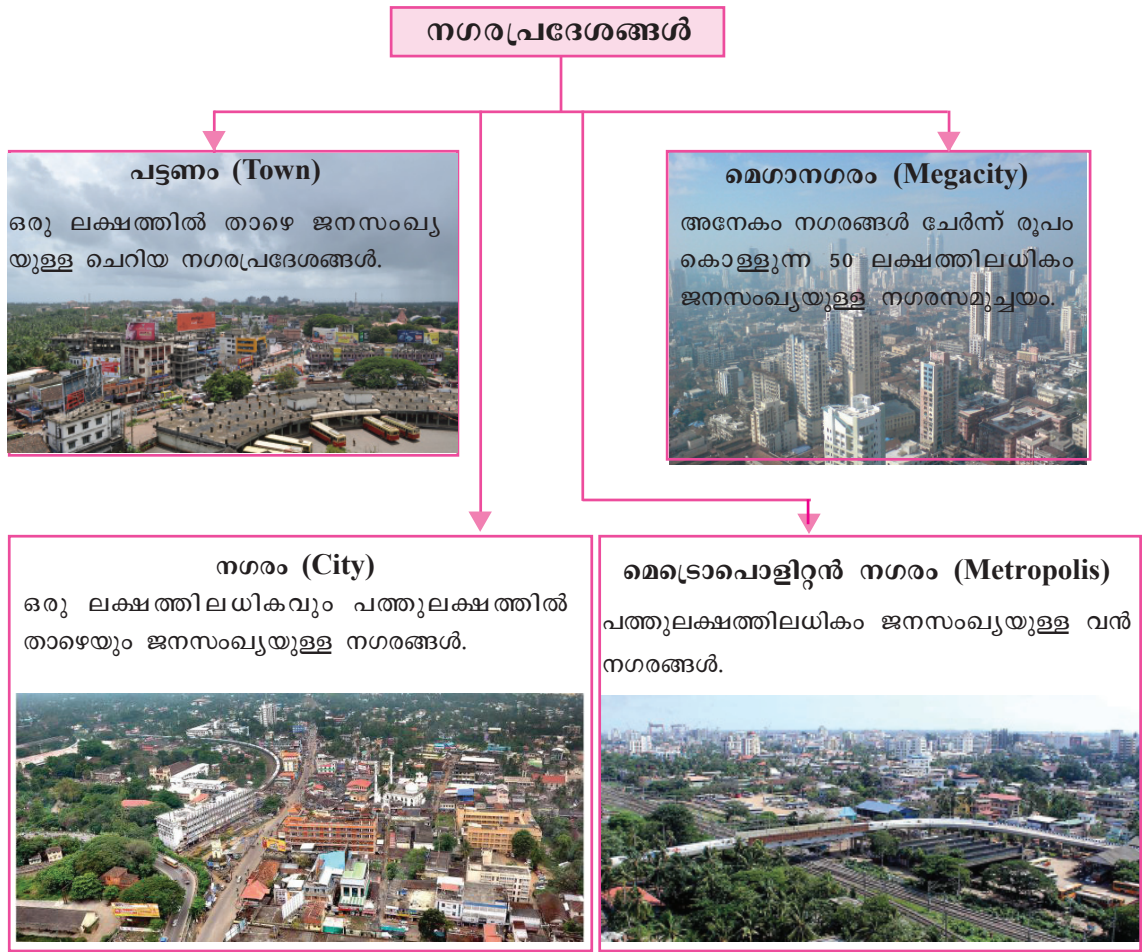 നഗരപ്രദേശങ്ങൾ
പട്ടണം (Town)
ഒരു ലക്ഷത്തിൽ താഴെ ജനസംഖ്യ
യുള്ള ചെറിയ നഗരപ്രദേശങ്ങൾ.
മെഗാനഗരം (Megacity)
അനേകം നഗരങ്ങൾ ചേർന്ന് രൂപം
കൊള്ളുന്ന 50 ലക്ഷത്തിലധികം
ജനസംഖ്യയുള്ള നഗരസമുച്ചയം.
നഗരം (City)
ഒരു ലക്ഷത്തിലധികവും പത്തുലക്ഷത്തിൽ
താഴെയും ജനസംഖ്യയുള്ള നഗരങ്ങൾ.
മെട്രൊപൊളിറ്റൻ നഗരം (Metropolis)
പത്തുലക്ഷത്തിലധികം ജനസംഖ്യയുള്ള വൻ
നഗരങ്ങൾ.